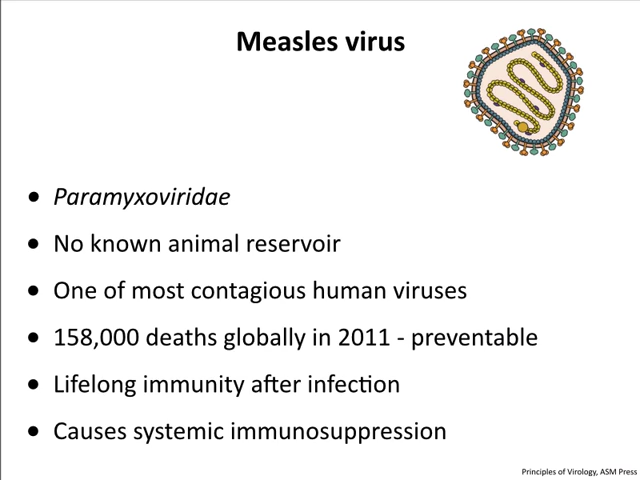 Measles virus
• Paramyxoviridae
• No known animal reservoir
• One of most contagious human viruses
• 158,000 deaths globally in 2011 - preventable
• Lifelong immunity after infection
• Causes systemic immunosuppression
Principles of Virology, ASM Press